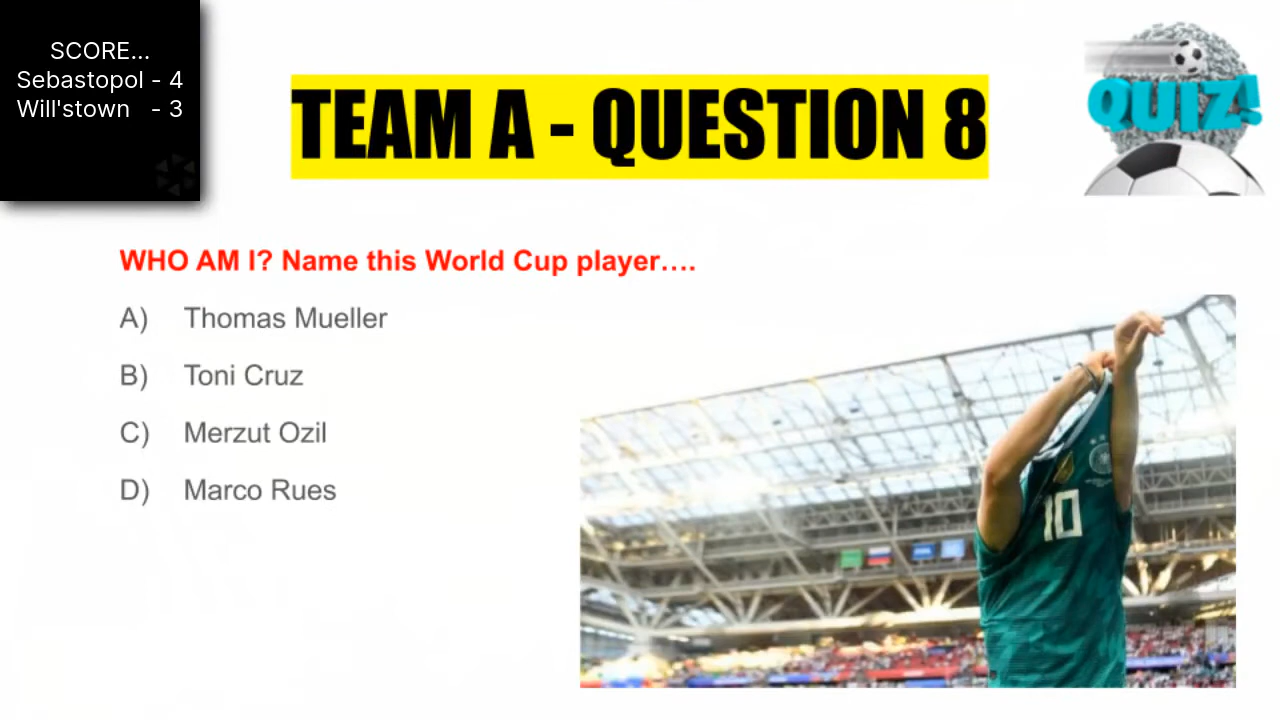 SCORE...
Sebastopol - 4
Will'stown - 3
TEAM A - QUESTION 8
QUIZ!
WHO AM I? Name this World Cup player....
A) Thomas Mueller
B) Toni Cruz
C) Merzut Ozil
D) Marco Rues
10